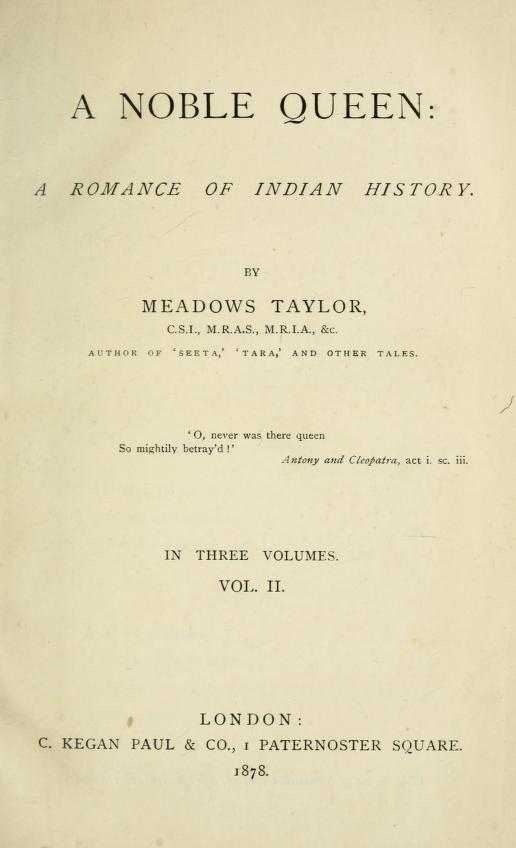 A NOBLE QUEEN:
A ROMANCE OF INDIAN HISTORY.
BY
MEADOWS TAYLOR,
C.S.I., M.R.A.S., M.R.I.A., &c.
AUTHOR OF 'SEETA,' 'TARA,' AND OTHER TALES.
'O, never was there queen
So mightily betray'd!'
Antony and Cleopatra, act i. sc. iii.
IN THREE VOLUMES.
VOL. II.
LONDON:
C. KEGAN PAUL & CO., 1 PATERNOSTER SQUARE.
1878.